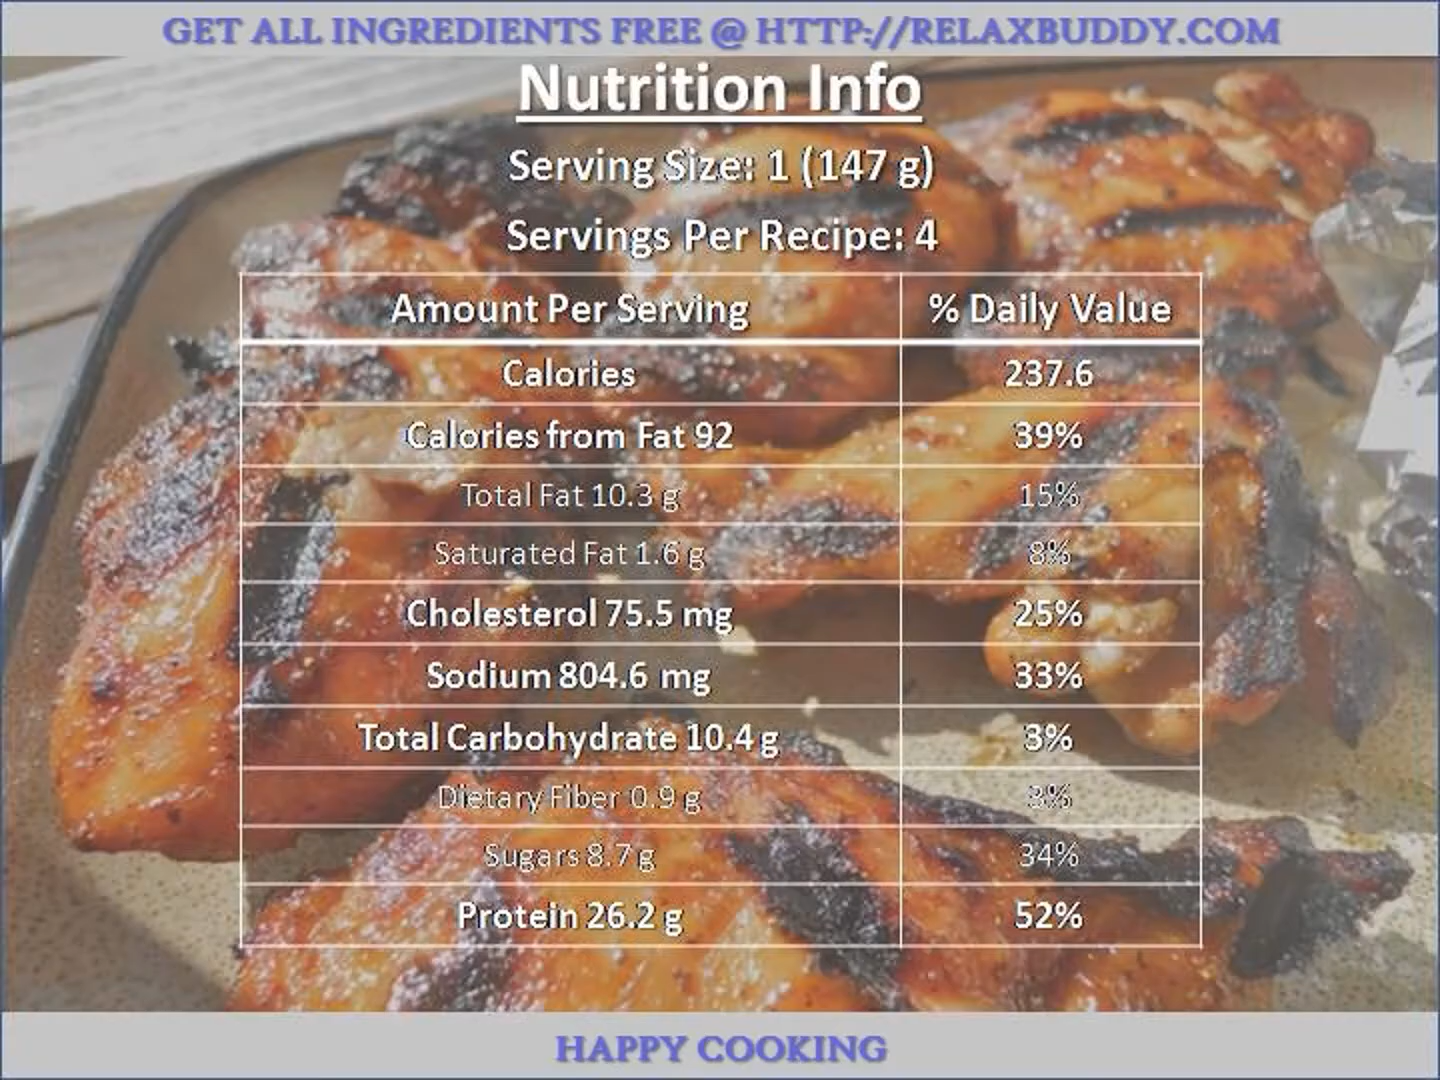 GET ALL INGREDIENTS FREE @ HTTP://RELAXBUDDY.COM
Nutrition Info
Serving Size: 1 (147 g)
Servings Per Recipe: 4
Amount Per Serving % Daily Value
Calories 237.6
Calories from Fat 92 39%
Total Fat 10.3 g 15%
Saturated Fat 1.6 g 8%
Cholesterol 75.5 mg 25%
Sodium 804.6 mg 33%
Total Carbohydrate 10.4 g 3%
Dietary Fiber 0.9 g 3%
Sugars 8.7 g 34%
Protein 26.2 g 52%
HAPPY COOKING